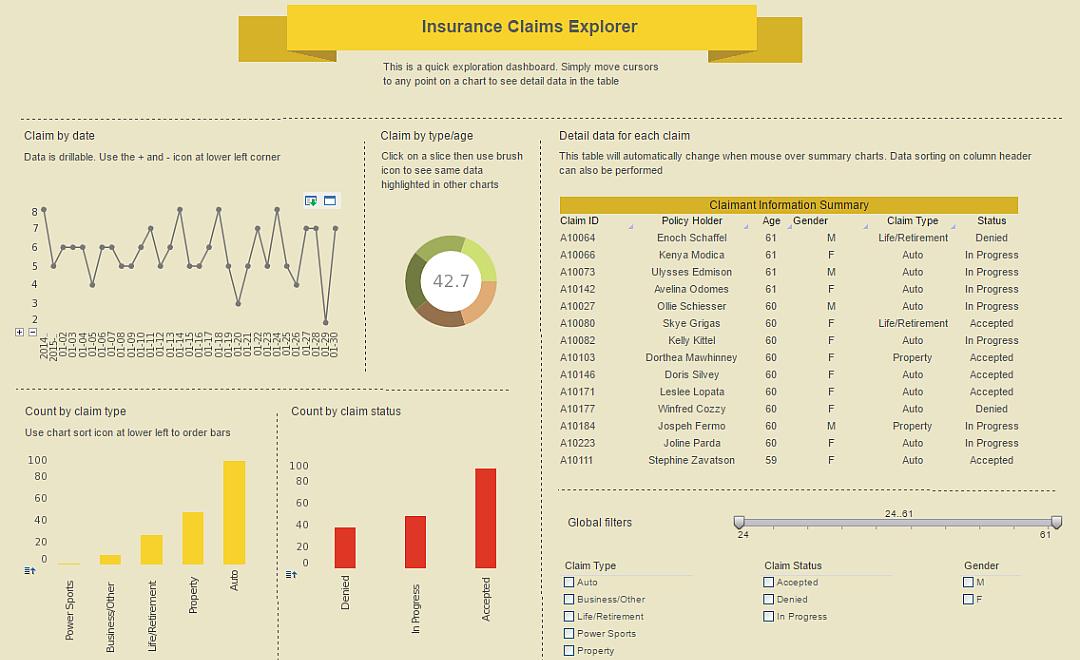 Insurance Claims Explorer
This is a quick exploration dashboard. Simply move cursors
to any point on a chart to see detail data in the table
Claim by date
Data is drillable. Use the + and - icon at lower left corner
8
7
6
5
4
3
2
2014..
2015-..
01-02
01-03
01-04
01-05
01-06
01-07
01-08
01-09
01-10
01-11
01-12
01-13
01-14
01-15
01-16
01-17
01-18
01-19
01-20
01-21
01-22
01-23
01-24
01-25
01-26
01-27
01-28
01-29
01-30
Claim by type/age
Click on a slice then use brush
icon to see same data
highlighted in other charts
42.7
Detail data for each claim
This table will automatically change when mouse over summary charts. Data sorting on column header
can also be performed
Claimant Information Summary
Claim ID Policy Holder Age Gender Claim Type Status
A10064 Enoch Schaffel 61 M Life/Retirement Denied
A10066 Kenya Modica 61 F Auto In Progress
A10073 Ulysses Edmison 61 M Auto In Progress
A10142 Avelina Odomes 61 F Auto In Progress
A10027 Ollie Schiesser 60 M Auto In Progress
A10080 Skye Grigas 60 F Life/Retirement Accepted
A10082 Kelly Kittel 60 F Auto In Progress
A10103 Dorthea Mawhinney 60 F Property Accepted
A10146 Doris Silvey 60 F Auto Accepted
A10171 Leslee Lopata 60 F Auto Accepted
A10177 Winfred Cozzy 60 F Auto Denied
A10184 Jospeh Fermo 60 M Property In Progress
A10223 Joline Parda 60 F Auto In Progress
A10111 Stephine Zavatson 59 F Auto Accepted
Count by claim type
Use chart sort icon at lower left to order bars
100
80
60
40
20
0
Power Sports
Business/Other
Life/Retirement
Property
Auto
Count by claim status
100
80
60
40
20
0
Denied
In Progress
Accepted
Global filters
24..61
24 61
Claim Type
Auto
Business/Other
Life/Retirement
Power Sports
Property
Claim Status
Accepted
Denied
In Progress
Gender
M
F